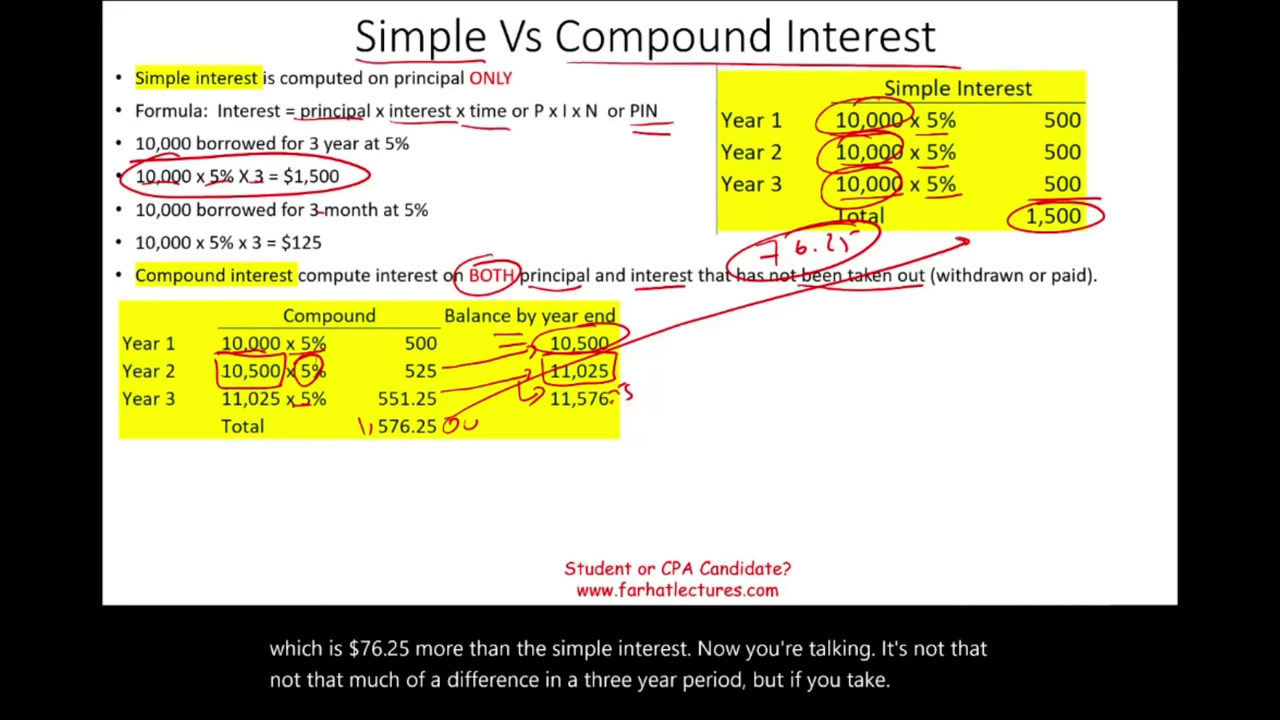 Simple Vs Compound Interest
• Simple interest is computed on principal ONLY
• Formula: Interest = principal x interest x time or P x I x N or PIN
• 10,000 borrowed for 3 year at 5%
• 10,000 x 5% X 3 = $1,500
• 10,000 borrowed for 3 month at 5%
• 10,000 x 5% x 3 = $125
Simple Interest
Year 1 10,000 x 5% 500
Year 2 10,000 x 5% 500
Year 3 10,000 x 5% 500
Total 1,500
76.25
• Compound interest compute interest on BOTH principal and interest that has not been taken out (withdrawn or paid).
Compound Balance by year end
Year 1 10,000 x 5% 500 10,500
Year 2 10,500 x 5% 525 11,025
Year 3 11,025 x 5% 551.25 11,576.
Total 1,576.25
Student or CPA Candidate?
www.farhatlectures.com
which is $76.25 more than the simple interest. Now you're talking. It's not that
not that much of a difference in a three year period, but if you take.